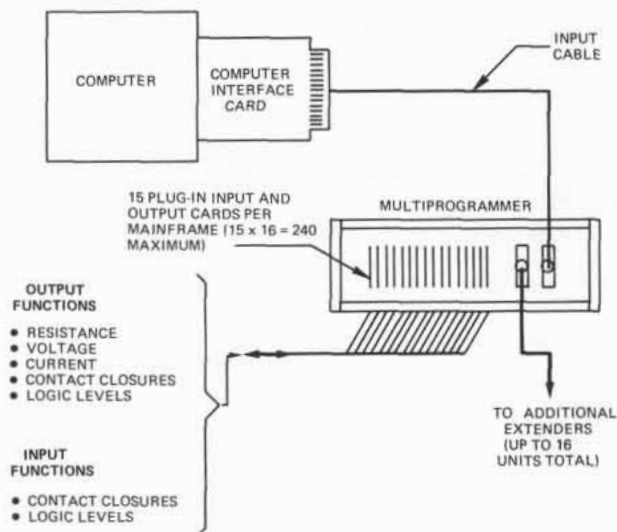 COMPUTER
COMPUTER
INTERFACE
CARD
INPUT
CABLE
15 PLUG-IN INPUT AND
OUTPUT CARDS PER
MAINFRAME (15 x 16 = 240
MAXIMUM)
MULTIPROGRAMMER
OUTPUT
FUNCTIONS
• RESISTANCE
• VOLTAGE
• CURRENT
• CONTACT CLOSURES
• LOGIC LEVELS
INPUT
FUNCTIONS
• CONTACT CLOSURES
• LOGIC LEVELS
TO ADDITIONAL
EXTENDERS
(UP TO 16
UNITS TOTAL)